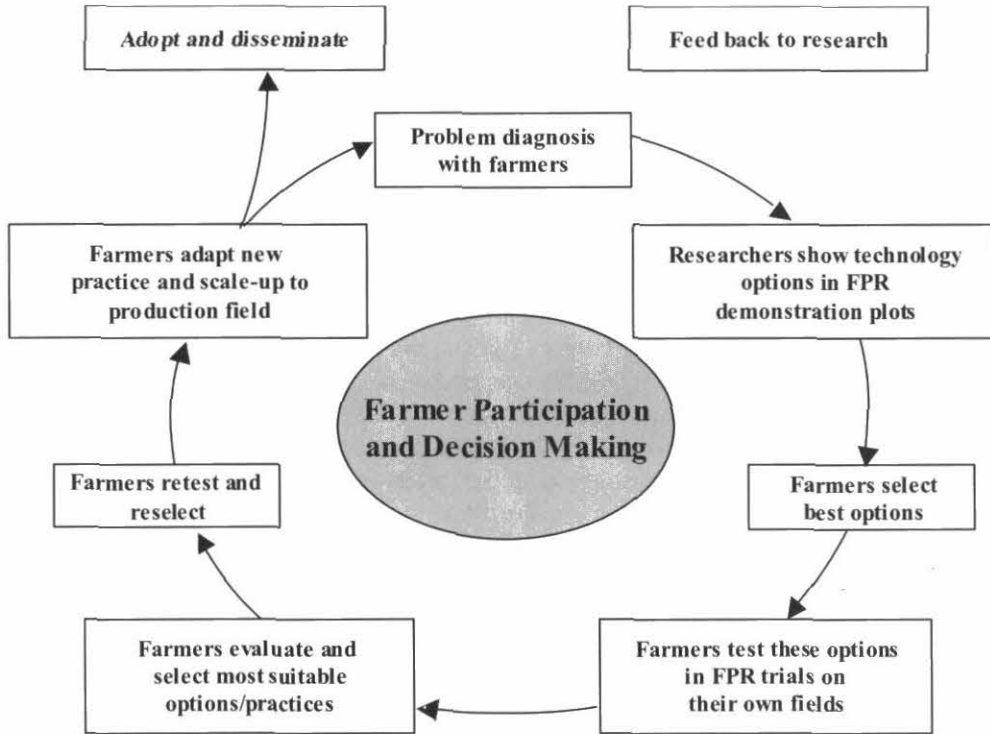 Adopt and disseminate
Feed back to research
Problem diagnosis
with farmers
Farmers adapt new
practice and scale-up to
production field
Researchers show technology
options in FPR
demonstration plots
Farmer Participation
and Decision Making
Farmers retest and
reselect
Farmers select
best options
Farmers evaluate and
select most suitable
options/practices
Farmers test these options
in FPR trials on
their own fields